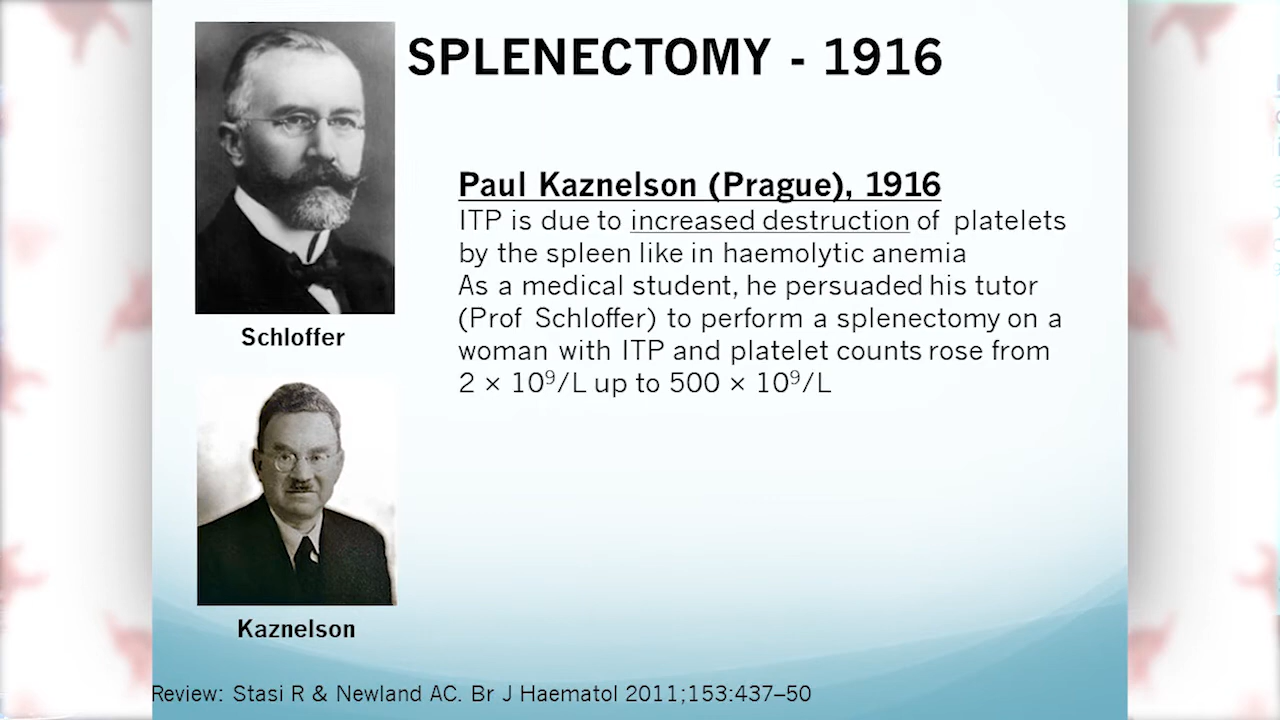 SPLENECTOMY - 1916
Paul Kaznelson (Prague), 1916
ITP is due to increased destruction of platelets
by the spleen like in haemolytic anemia
As a medical student, he persuaded his tutor
(Prof Schloffer) to perform a splenectomy on a
woman with ITP and platelet counts rose from
2 × 10⁹/L up to 500 × 10⁹/L
Schloffer
Kaznelson
Review: Stasi R & Newland AC. Br J Haematol 2011;153:437–50